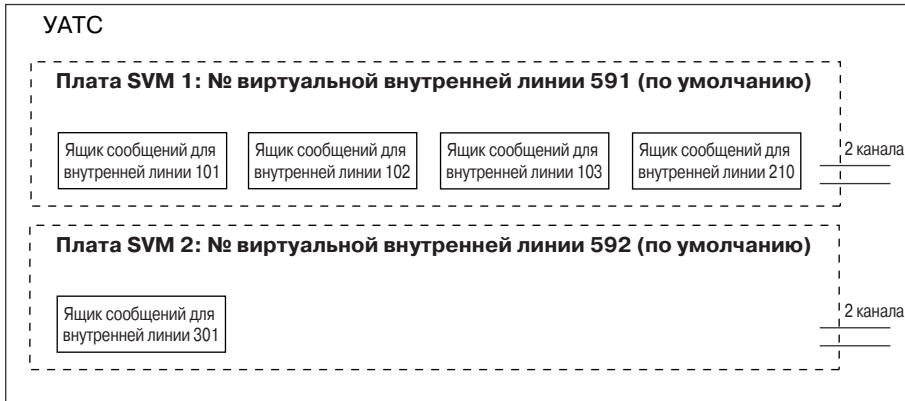 УАТС
Плата SVM 1: № виртуальной внутренней линии 591 (по умолчанию)
Ящик сообщений для
внутренней линии 101
Ящик сообщений для
внутренней линии 102
Ящик сообщений для
внутренней линии 103
Ящик сообщений для
внутренней линии 210
2 канала
Плата SVM 2: № виртуальной внутренней линии 592 (по умолчанию)
Ящик сообщений для
внутренней линии 301
2 канала